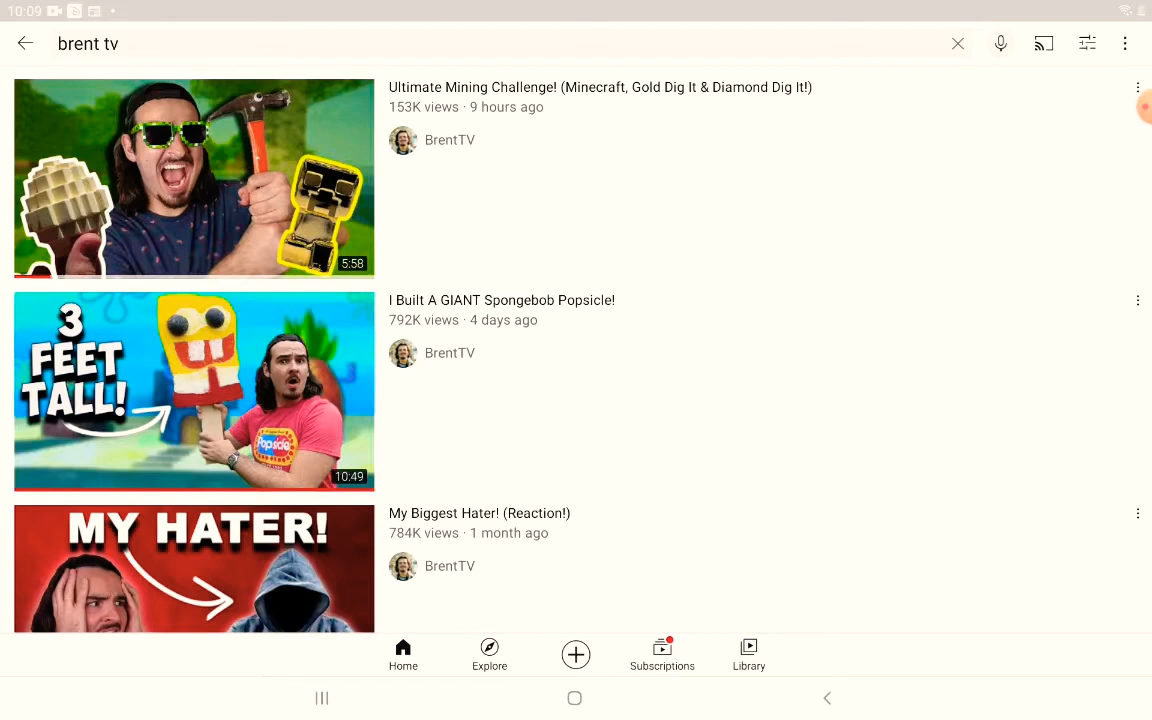 10:09
brent tv
Ultimate Mining Challenge! (Minecraft, Gold Dig It & Diamond Dig It!)
153K views · 9 hours ago
BrentTV
5:58
I Built A GIANT Spongebob Popsicle!
792K views · 4 days ago
BrentTV
3
FEET
TALL!
Popsicle
10:49
My Biggest Hater! (Reaction!)
784K views · 1 month ago
BrentTV
MY HATER!
Home
Explore
Subscriptions
Library